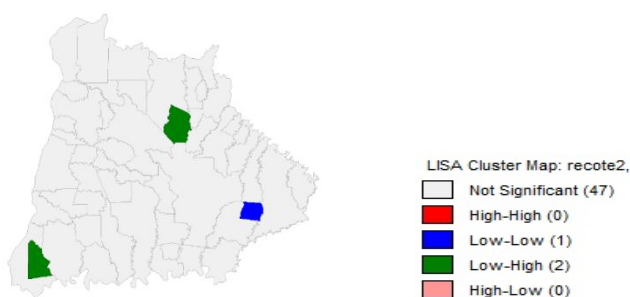 LISA Cluster Map: recote2,
Not Significant (47)
High-High (0)
Low-Low (1)
Low-High (2)
High-Low (0)